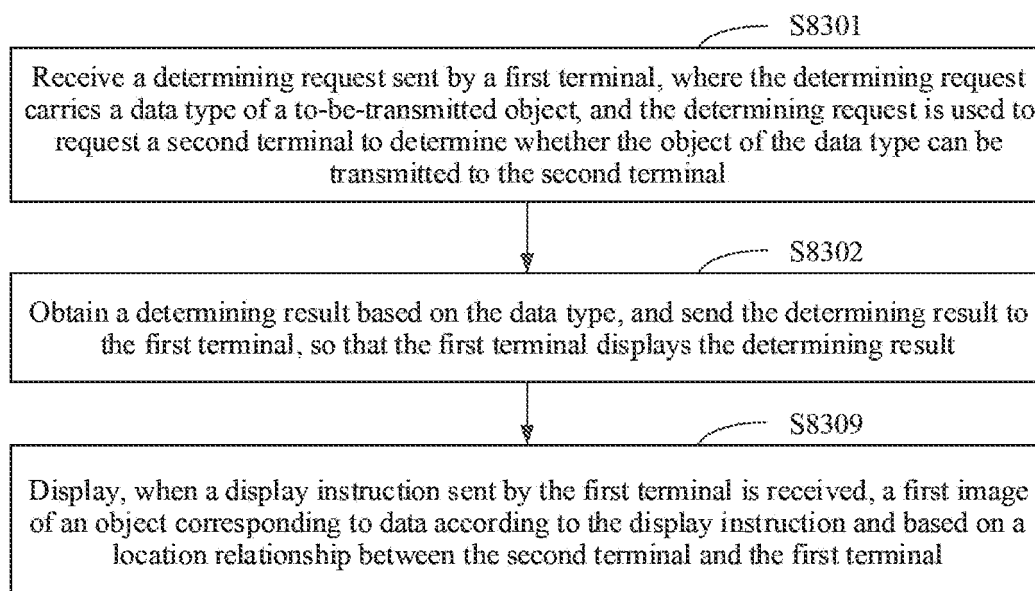 S8301
Receive a determining request sent by a first terminal, where the determining request
carries a data type of a to-be-transmitted object, and the determining request is used to
request a second terminal to determine whether the object of the data type can be
transmitted to the second terminal
S8302
Obtain a determining result based on the data type, and send the determining result to
the first terminal, so that the first terminal displays the determining result
S8309
Display, when a display instruction sent by the first terminal is received, a first image
of an object corresponding to data according to the display instruction and based on a
location relationship between the second terminal and the first terminal